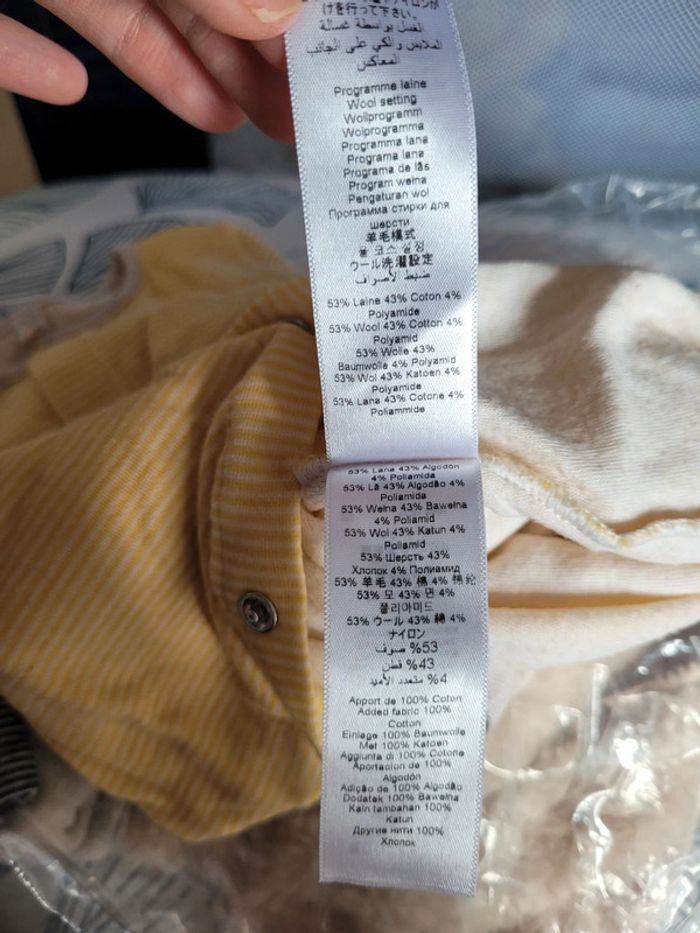 けを行って下さい。
الغسل بواسطة غسالة
الملابس والكي على الجانب
المعاكس
Programme laine
Wool setting
Wollprogramm
Wolprogramma
Programma lana
Programa lana
Programa de lãs
Program wełna
Pengaturan wol
Программа стирки для
шерсти
羊毛模式
울 코스 설정
ウール洗濯設定
ضبط الأصراف
53% Laine 43% Coton 4%
Polyamide
53% Wool 43% Cotton 4%
Polyamid
53% Wolle 43%
Baumwolle 4% Polyamid
53% Wol 43% Katoen 4%
Polyamide
53% Lana 43% Cotone 4%
Poliammide
53% Lana 43% Algodón
4% Poliamida
53% Lã 43% Algodão 4%
Poliamida
53% Wełna 43% Bawełna
4% Poliamid
53% Wol 43% Katun 4%
Poliamid
53% Шерсть 43%
Хлопок 4% Полиамид
53% 羊毛 43% 棉 4% 锦纶
53% 모 43% 면 4%
폴리아미드
53% ウール 43% 綿 4%
ナイロン
53% صوف
43% قطن
4% متعدد الأميد
Apport de 100% Coton
Added fabric 100%
Cotton
Einlage 100% Baumwolle
Met 100% Katoen
Aggiunta di 100% Cotone
Aportacion de 100%
Algodón
Adição de 100% Algodão
Dodatek 100% Bawełna
Kain tambahan 100%
Katun
Другие нити 100%
Хлопок